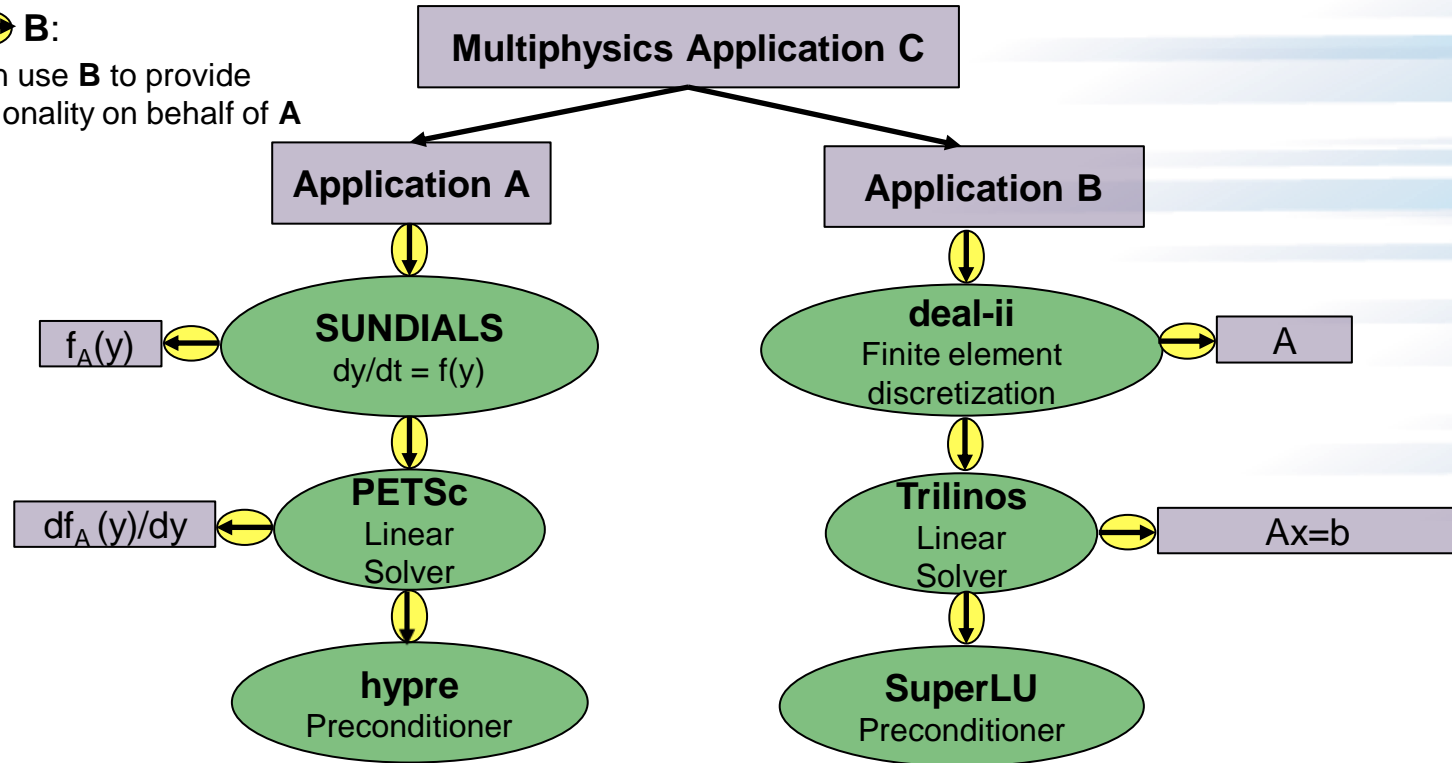 B:
use B to provide
on behalf of A
Multiphysics Application C
Application A
Application B
SUNDIALS
dy/dt = f(y)
fA(y)
deal-ii
Finite element
discretization
A
PETSc
Linear
Solver
dfA (y)/dy
Trilinos
Linear
Solver
Ax=b
hypre
Preconditioner
SuperLU
Preconditioner